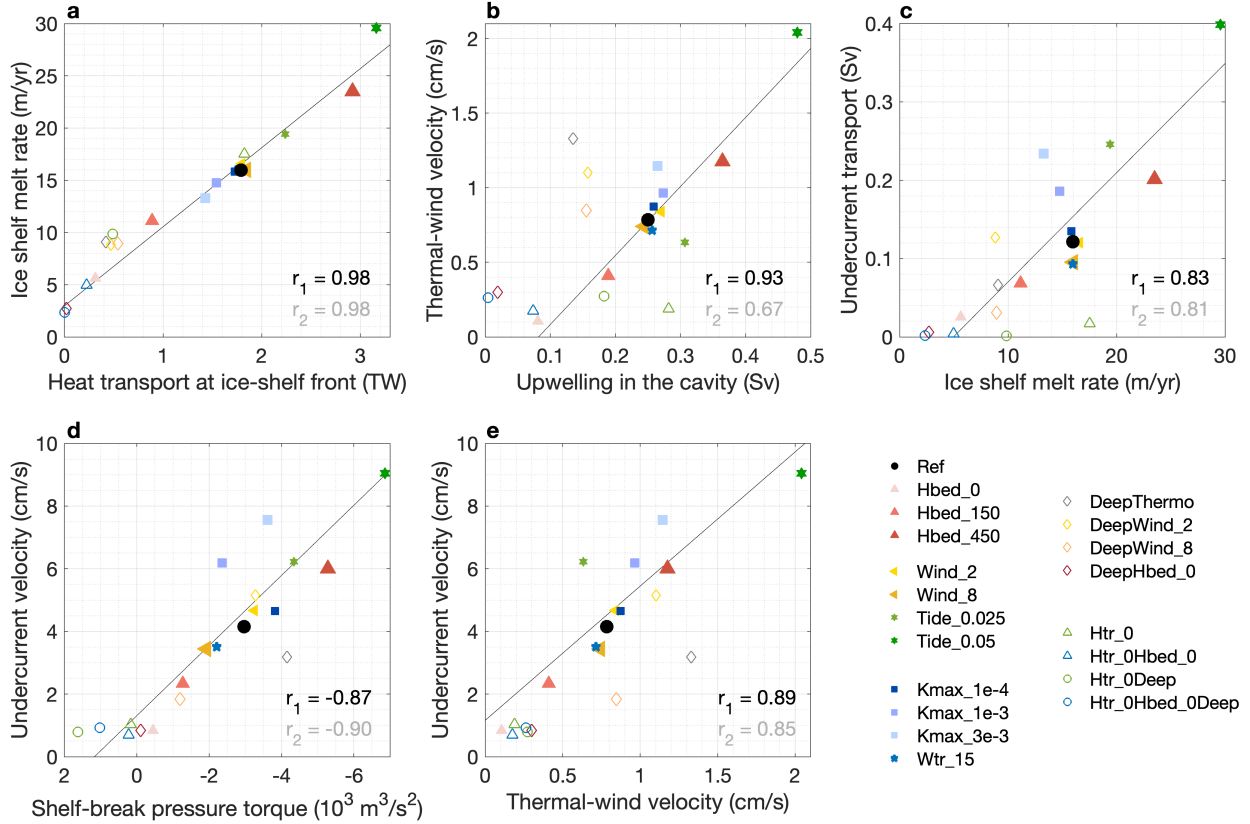 a
30
25
20
15
10
5
0
Ice shelf melt rate (m/yr)
r1 = 0.98
r2 = 0.98
0 1 2 3
Heat transport at ice-shelf front (TW)
b
2
1.5
1
0.5
0
Thermal-wind velocity (cm/s)
r1 = 0.93
r2 = 0.67
0 0.1 0.2 0.3 0.4 0.5
Upwelling in the cavity (Sv)
c
0.4
0.3
0.2
0.1
0
Undercurrent transport (Sv)
r1 = 0.83
r2 = 0.81
0 10 20 30
Ice shelf melt rate (m/yr)
d
10
8
6
4
2
0
Undercurrent velocity (cm/s)
r1 = -0.87
r2 = -0.90
2 0 -2 -4 -6
Shelf-break pressure torque (10³ m³/s²)
e
10
8
6
4
2
0
Undercurrent velocity (cm/s)
r1 = 0.89
r2 = 0.85
0 0.5 1 1.5 2
Thermal-wind velocity (cm/s)
Ref
Hbed_0
Hbed_150
Hbed_450
Wind_2
Wind_8
Tide_0.025
Tide_0.05
Kmax_1e-4
Kmax_1e-3
Kmax_3e-3
Wtr_15
DeepThermo
DeepWind_2
DeepWind_8
DeepHbed_0
Htr_0
Htr_0Hbed_0
Htr_0Deep
Htr_0Hbed_0Deep